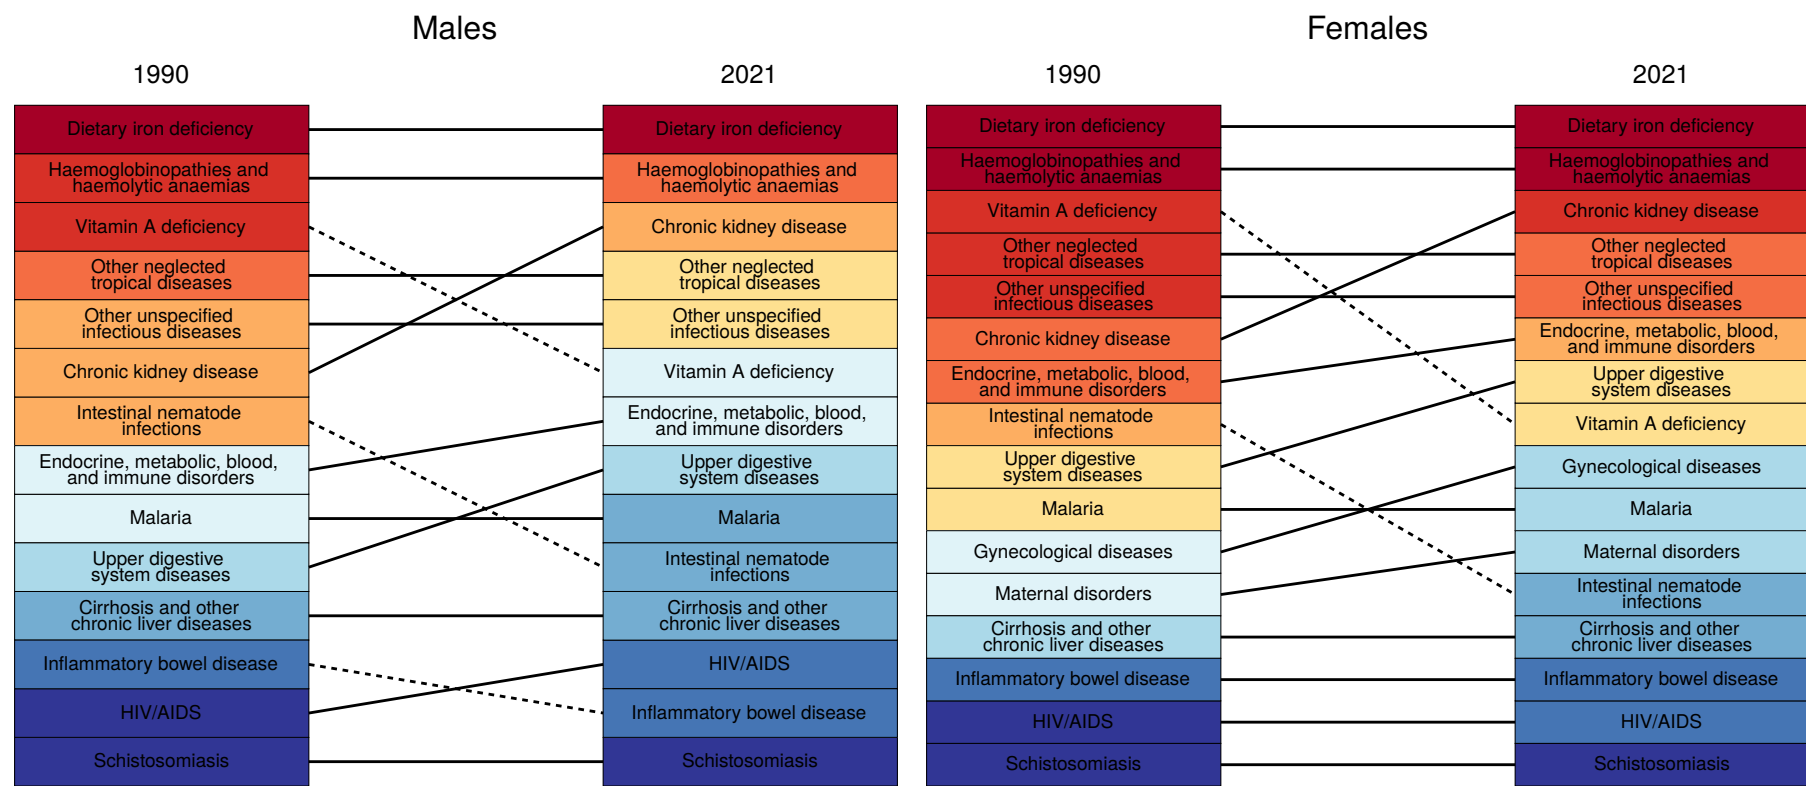 Males
1990
2021
Dietary iron deficiency
Haemoglobinopathies and
haemolytic anaemias
Vitamin A deficiency
Other neglected
tropical diseases
Other unspecified
infectious diseases
Chronic kidney disease
Intestinal nematode
infections
Endocrine, metabolic, blood,
and immune disorders
Malaria
Upper digestive
system diseases
Cirrhosis and other
chronic liver diseases
Inflammatory bowel disease
HIV/AIDS
Schistosomiasis
Dietary iron deficiency
Haemoglobinopathies and
haemolytic anaemias
Chronic kidney disease
Other neglected
tropical diseases
Other unspecified
infectious diseases
Vitamin A deficiency
Endocrine, metabolic, blood,
and immune disorders
Upper digestive
system diseases
Malaria
Intestinal nematode
infections
Cirrhosis and other
chronic liver diseases
HIV/AIDS
Inflammatory bowel disease
Schistosomiasis
Females
1990
2021
Dietary iron deficiency
Haemoglobinopathies and
haemolytic anaemias
Vitamin A deficiency
Other neglected
tropical diseases
Other unspecified
infectious diseases
Chronic kidney disease
Endocrine, metabolic, blood,
and immune disorders
Intestinal nematode
infections
Upper digestive
system diseases
Malaria
Gynecological diseases
Maternal disorders
Cirrhosis and other
chronic liver diseases
Inflammatory bowel disease
HIV/AIDS
Schistosomiasis
Dietary iron deficiency
Haemoglobinopathies and
haemolytic anaemias
Chronic kidney disease
Other neglected
tropical diseases
Other unspecified
infectious diseases
Endocrine, metabolic, blood,
and immune disorders
Upper digestive
system diseases
Vitamin A deficiency
Gynecological diseases
Malaria
Maternal disorders
Intestinal nematode
infections
Cirrhosis and other
chronic liver diseases
Inflammatory bowel disease
HIV/AIDS
Schistosomiasis